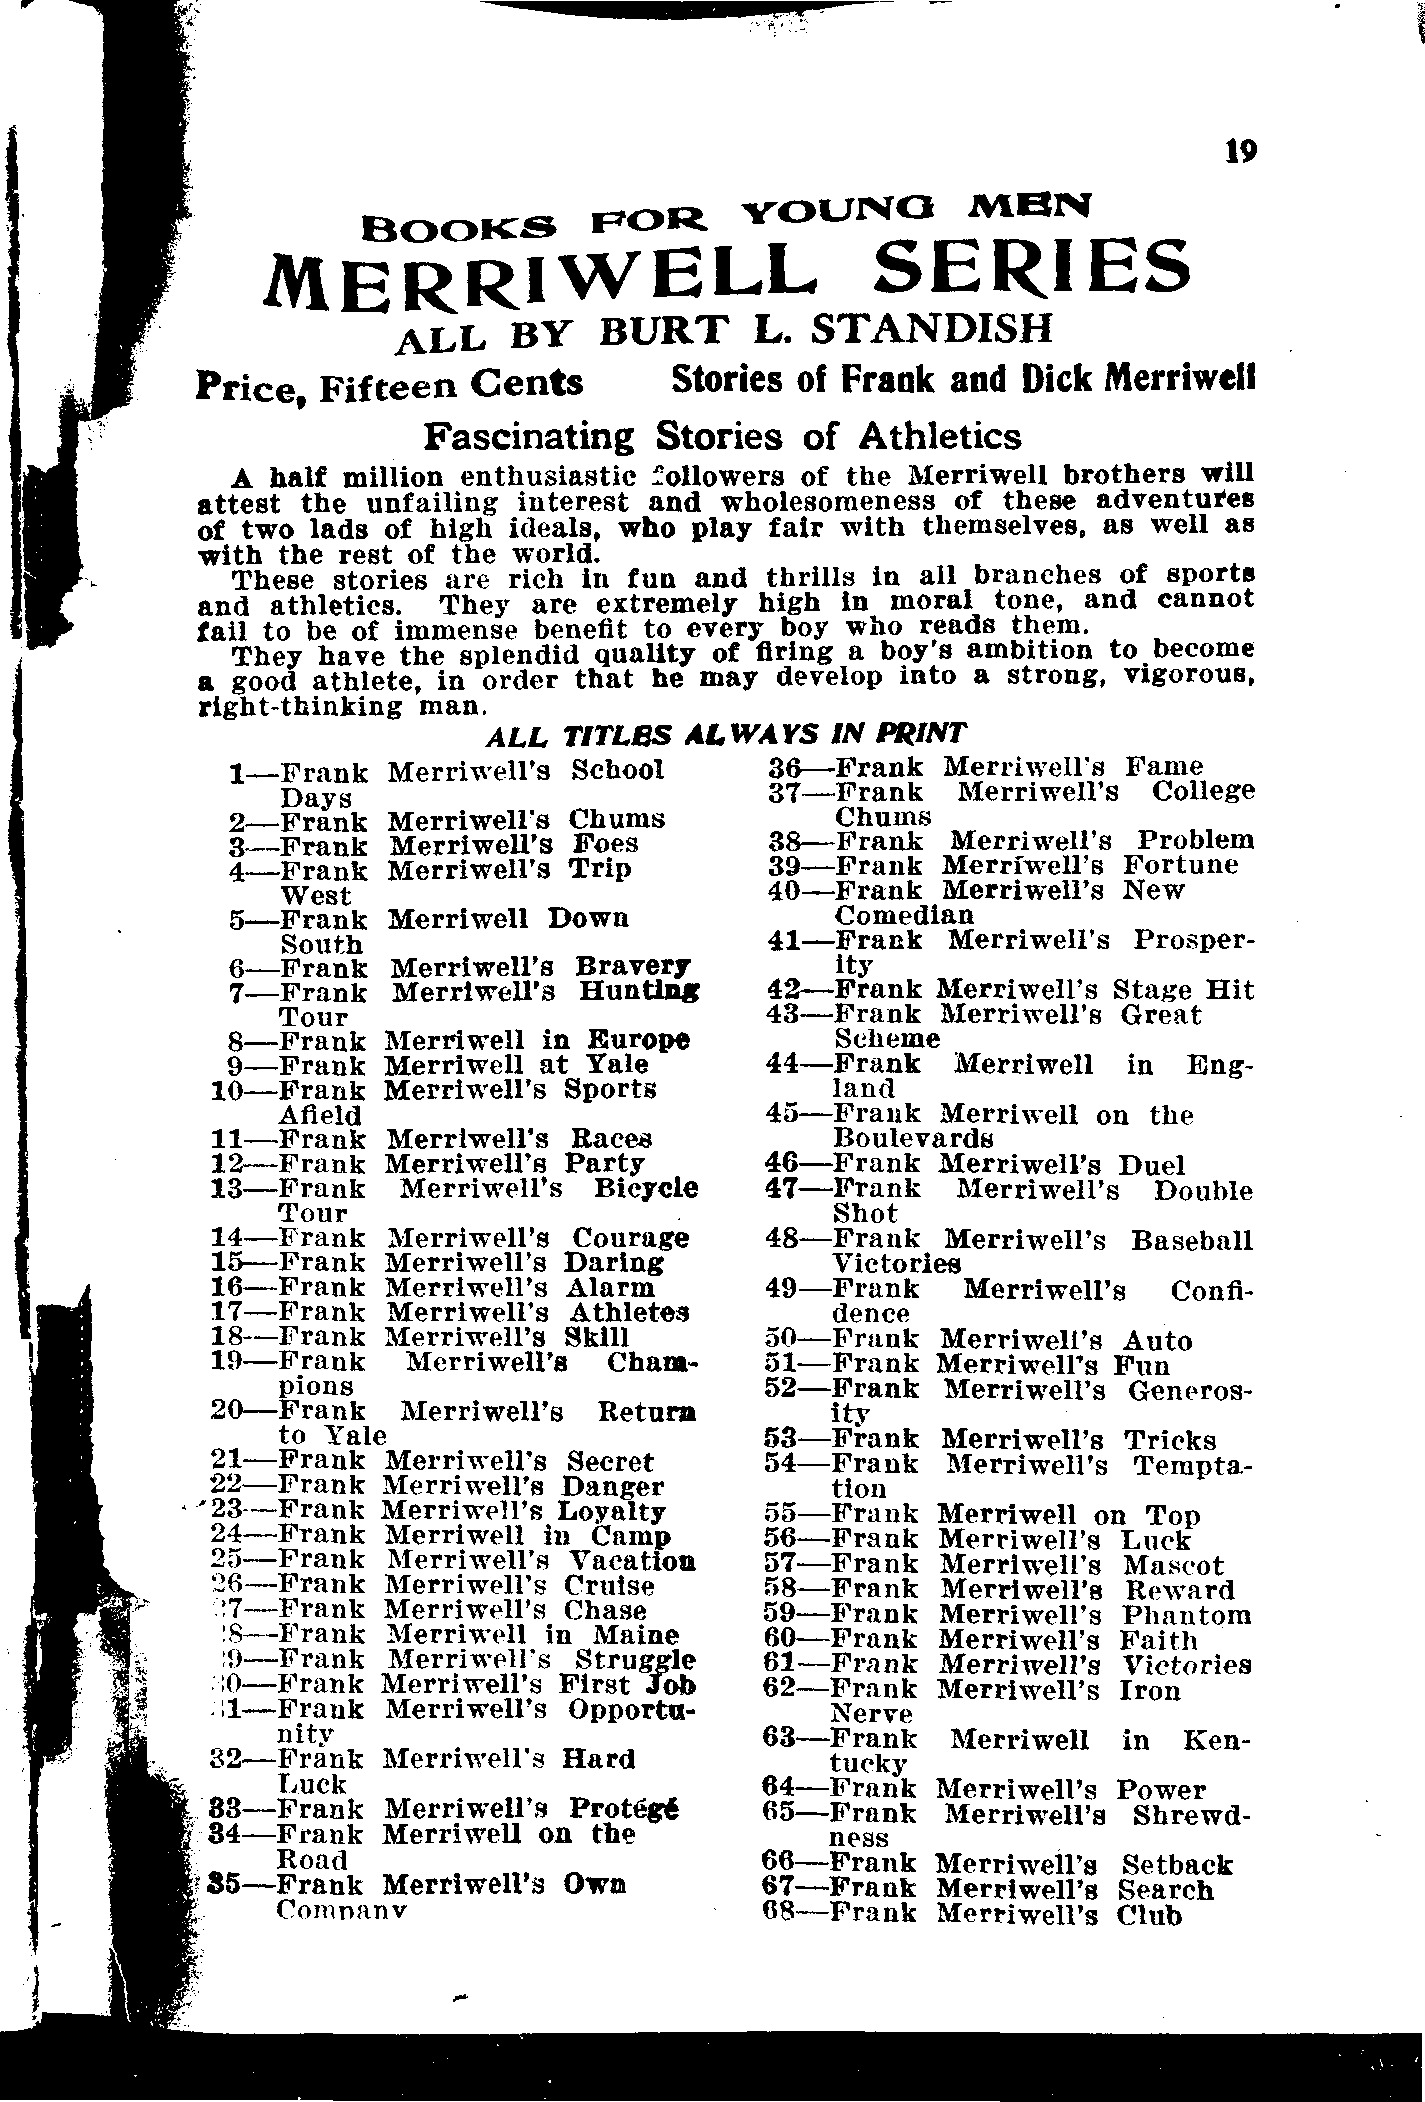 19
BOOKS FOR YOUNG MEN
MERRIWELL SERIES
ALL BY BURT L. STANDISH
Price, Fifteen Cents Stories of Frank and Dick Merriwell
Fascinating Stories of Athletics
A half million enthusiastic followers of the Merriwell brothers will
attest the unfailing interest and wholesomeness of these adventures
of two lads of high ideals, who play fair with themselves, as well as
with the rest of the world.
These stories are rich in fun and thrills in all branches of sports
and athletics. They are extremely high in moral tone, and cannot
fail to be of immense benefit to every boy who reads them.
They have the splendid quality of firing a boy's ambition to become
a good athlete, in order that he may develop into a strong, vigorous,
right-thinking man.
ALL TITLES ALWAYS IN PRINT
1—Frank Merriwell's School
Days
2—Frank Merriwell's Chums
3—Frank Merriwell's Foes
4—Frank Merriwell's Trip
West
5—Frank Merriwell Down
South
6—Frank Merriwell's Bravery
7—Frank Merriwell's Hunting
Tour
8—Frank Merriwell in Europe
9—Frank Merriwell at Yale
10—Frank Merriwell's Sports
Afield
11—Frank Merriwell's Races
12—Frank Merriwell's Party
13—Frank Merriwell's Bicycle
Tour
14—Frank Merriwell's Courage
15—Frank Merriwell's Daring
16—Frank Merriwell's Alarm
17—Frank Merriwell's Athletes
18—Frank Merriwell's Skill
19—Frank Merriwell's Cham-
pions
20—Frank Merriwell's Return
to Yale
21—Frank Merriwell's Secret
22—Frank Merriwell's Danger
23—Frank Merriwell's Loyalty
24—Frank Merriwell in Camp
25—Frank Merriwell's Vacation
26—Frank Merriwell's Cruise
27—Frank Merriwell's Chase
28—Frank Merriwell in Maine
29—Frank Merriwell's Struggle
30—Frank Merriwell's First Job
31—Frank Merriwell's Opportu-
nity
32—Frank Merriwell's Hard
Luck
33—Frank Merriwell's Protégé
34—Frank Merriwell on the
Road
35—Frank Merriwell's Own
Company
36—Frank Merriwell's Fame
37—Frank Merriwell's College
Chums
38—Frank Merriwell's Problem
39—Frank Merriwell's Fortune
40—Frank Merriwell's New
Comedian
41—Frank Merriwell's Prosper-
ity
42—Frank Merriwell's Stage Hit
43—Frank Merriwell's Great
Scheme
44—Frank Merriwell in Eng-
land
45—Frank Merriwell on the
Boulevards
46—Frank Merriwell's Duel
47—Frank Merriwell's Double
Shot
48—Frank Merriwell's Baseball
Victories
49—Frank Merriwell's Confi-
dence
50—Frank Merriwell's Auto
51—Frank Merriwell's Fun
52—Frank Merriwell's Generos-
ity
53—Frank Merriwell's Tricks
54—Frank Merriwell's Tempta-
tion
55—Frank Merriwell on Top
56—Frank Merriwell's Luck
57—Frank Merriwell's Mascot
58—Frank Merriwell's Reward
59—Frank Merriwell's Phantom
60—Frank Merriwell's Faith
61—Frank Merriwell's Victories
62—Frank Merriwell's Iron
Nerve
63—Frank Merriwell in Ken-
tucky
64—Frank Merriwell's Power
65—Frank Merriwell's Shrewd-
ness
66—Frank Merriwell's Setback
67—Frank Merriwell's Search
68—Frank Merriwell's Club